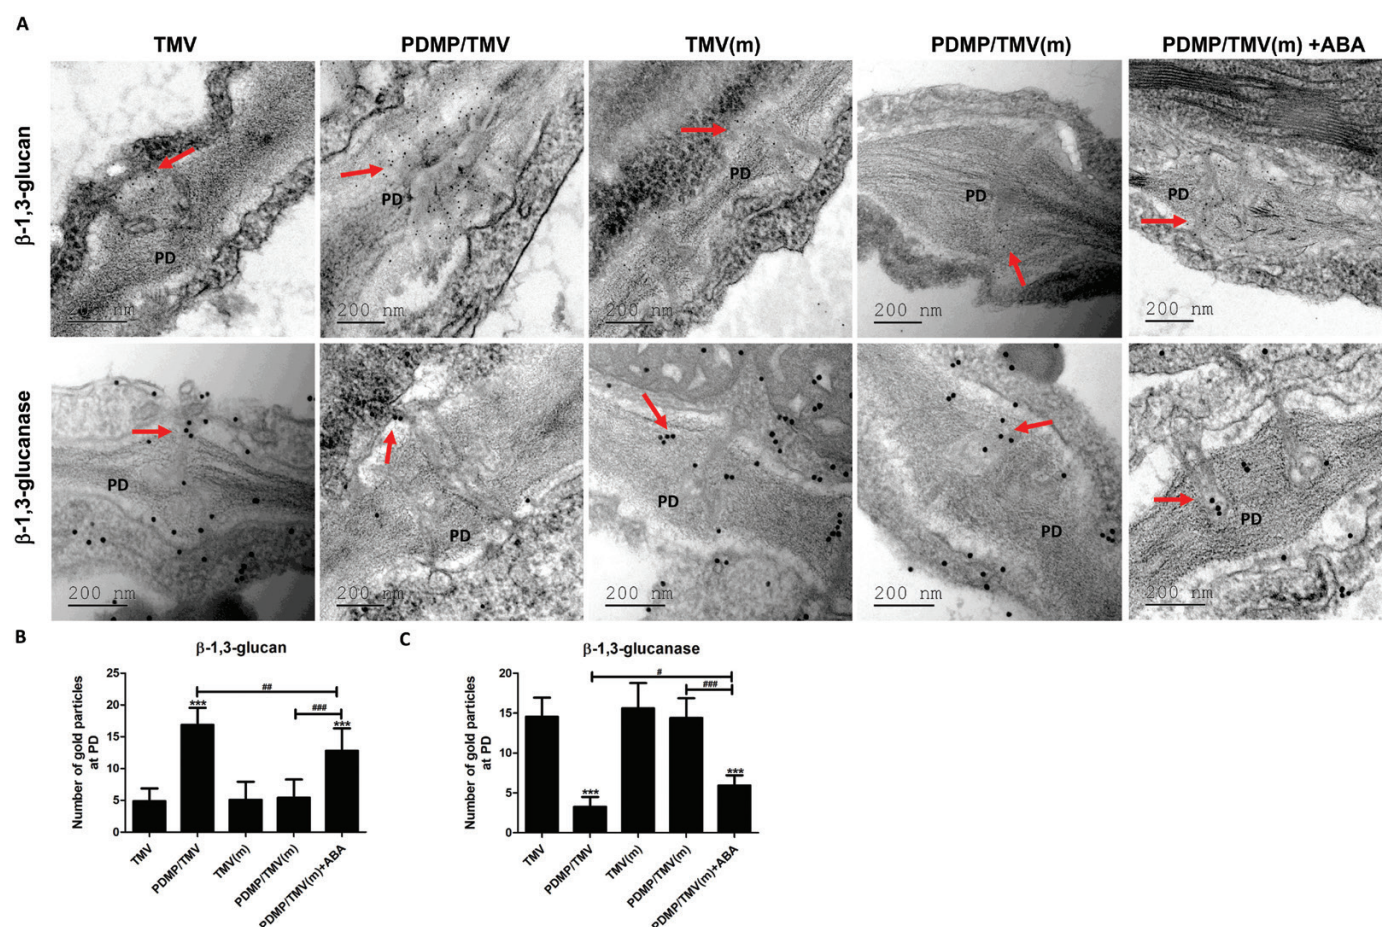 A
TMV
PDMP/TMV
TMV(m)
PDMP/TMV(m)
PDMP/TMV(m) +ABA
β-1,3-glucan
PD
200 nm
PD
200 nm
PD
200 nm
PD
200 nm
PD
200 nm
β-1,3-glucanase
PD
200 nm
PD
200 nm
PD
200 nm
PD
200 nm
PD
200 nm
B
β-1,3-glucan
Number of gold particles
at PD
25
20
15
10
5
0
***
##
###
***
TMV
PDMP/TMV
TMV(m)
PDMP/TMV(m)
PDMP/TMV(m)+ABA
C
β-1,3-glucanase
Number of gold particles
at PD
20
15
10
5
0
***
#
###
***
TMV
PDMP/TMV
TMV(m)
PDMP/TMV(m)
PDMP/TMV(m)+ABA